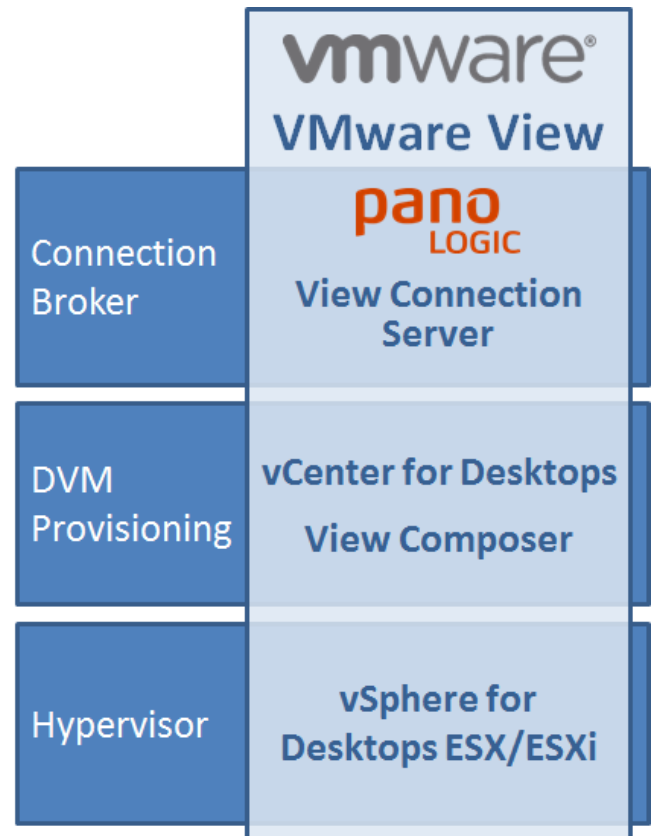 vmware®
VMware View
Connection
Broker
pano
LOGIC
View Connection
Server
DVM
Provisioning
vCenter for Desktops
View Composer
Hypervisor
vSphere for
Desktops ESX/ESXi